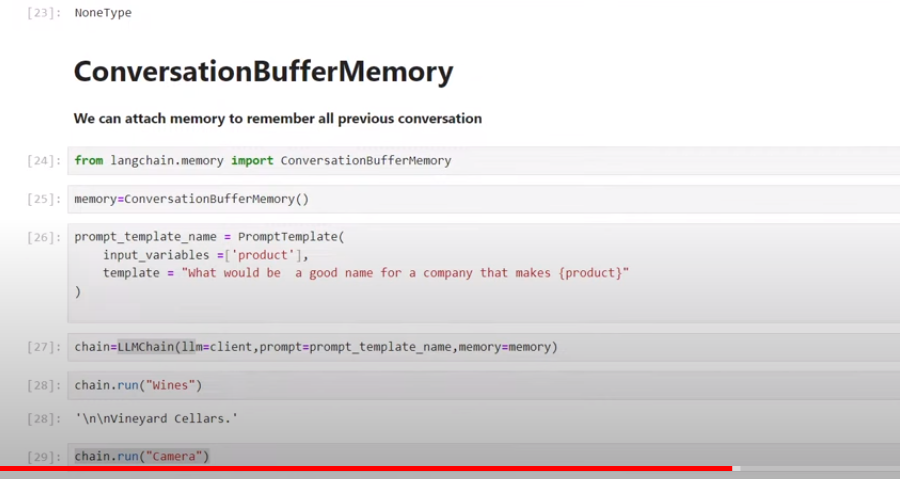 [23]: NoneType
ConversationBufferMemory
We can attach memory to remember all previous conversation
[24]: from langchain.memory import ConversationBufferMemory
[25]: memory=ConversationBufferMemory()
[26]: prompt_template_name = PromptTemplate(
input_variables =['product'],
template = "What would be  a good name for a company that makes {product}"
)
[27]: chain=LLMChain(llm=client,prompt=prompt_template_name,memory=memory)
[28]: chain.run("Wines")
[28]: '\n\nVineyard Cellars.'
[29]: chain.run("Camera")